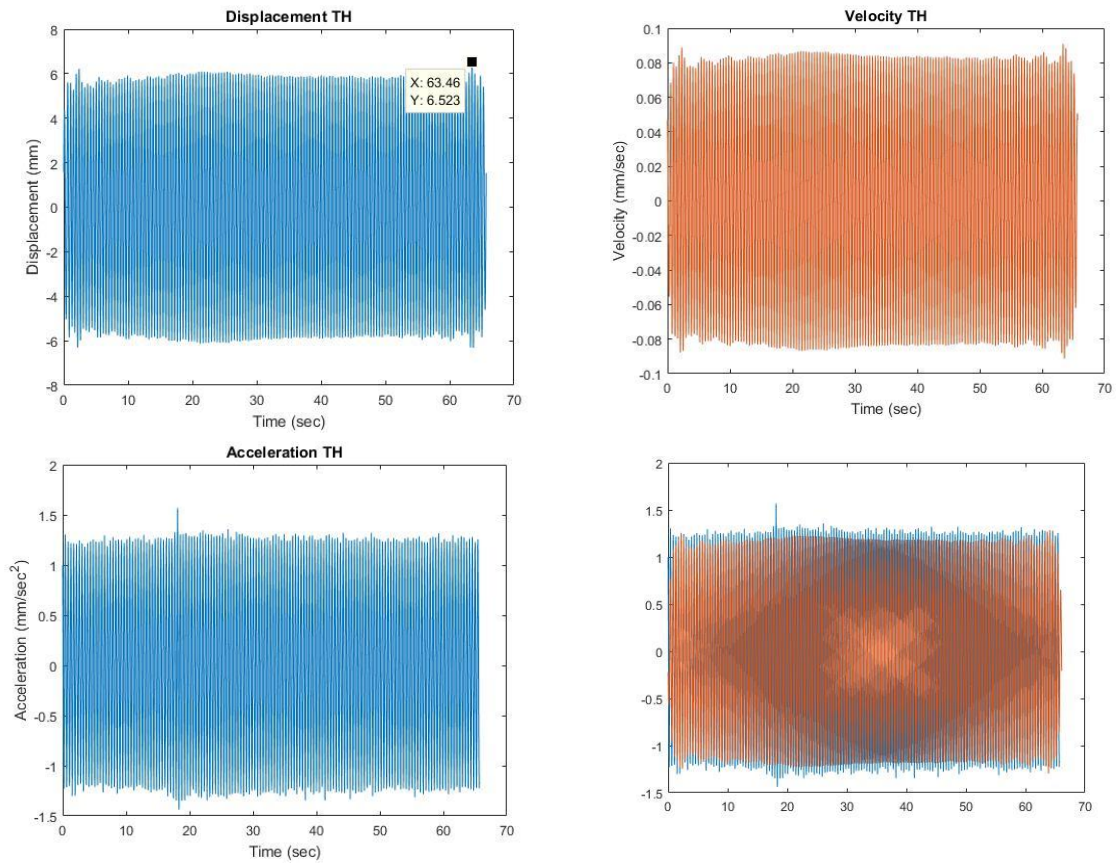 Displacement TH
8
6
4
2
0
-2
-4
-6
-8
Displacement (mm)
X: 63.46
Y: 6.523
0 10 20 30 40 50 60 70
Time (sec)
Velocity TH
0.1
0.08
0.06
0.04
0.02
0
-0.02
-0.04
-0.06
-0.08
-0.1
Velocity (mm/sec)
0 10 20 30 40 50 60 70
Time (sec)
Acceleration TH
2
1.5
1
0.5
0
-0.5
-1
-1.5
Acceleration (mm/sec²)
0 10 20 30 40 50 60 70
Time (sec)
2
1.5
1
0.5
0
-0.5
-1
-1.5
0 10 20 30 40 50 60 70